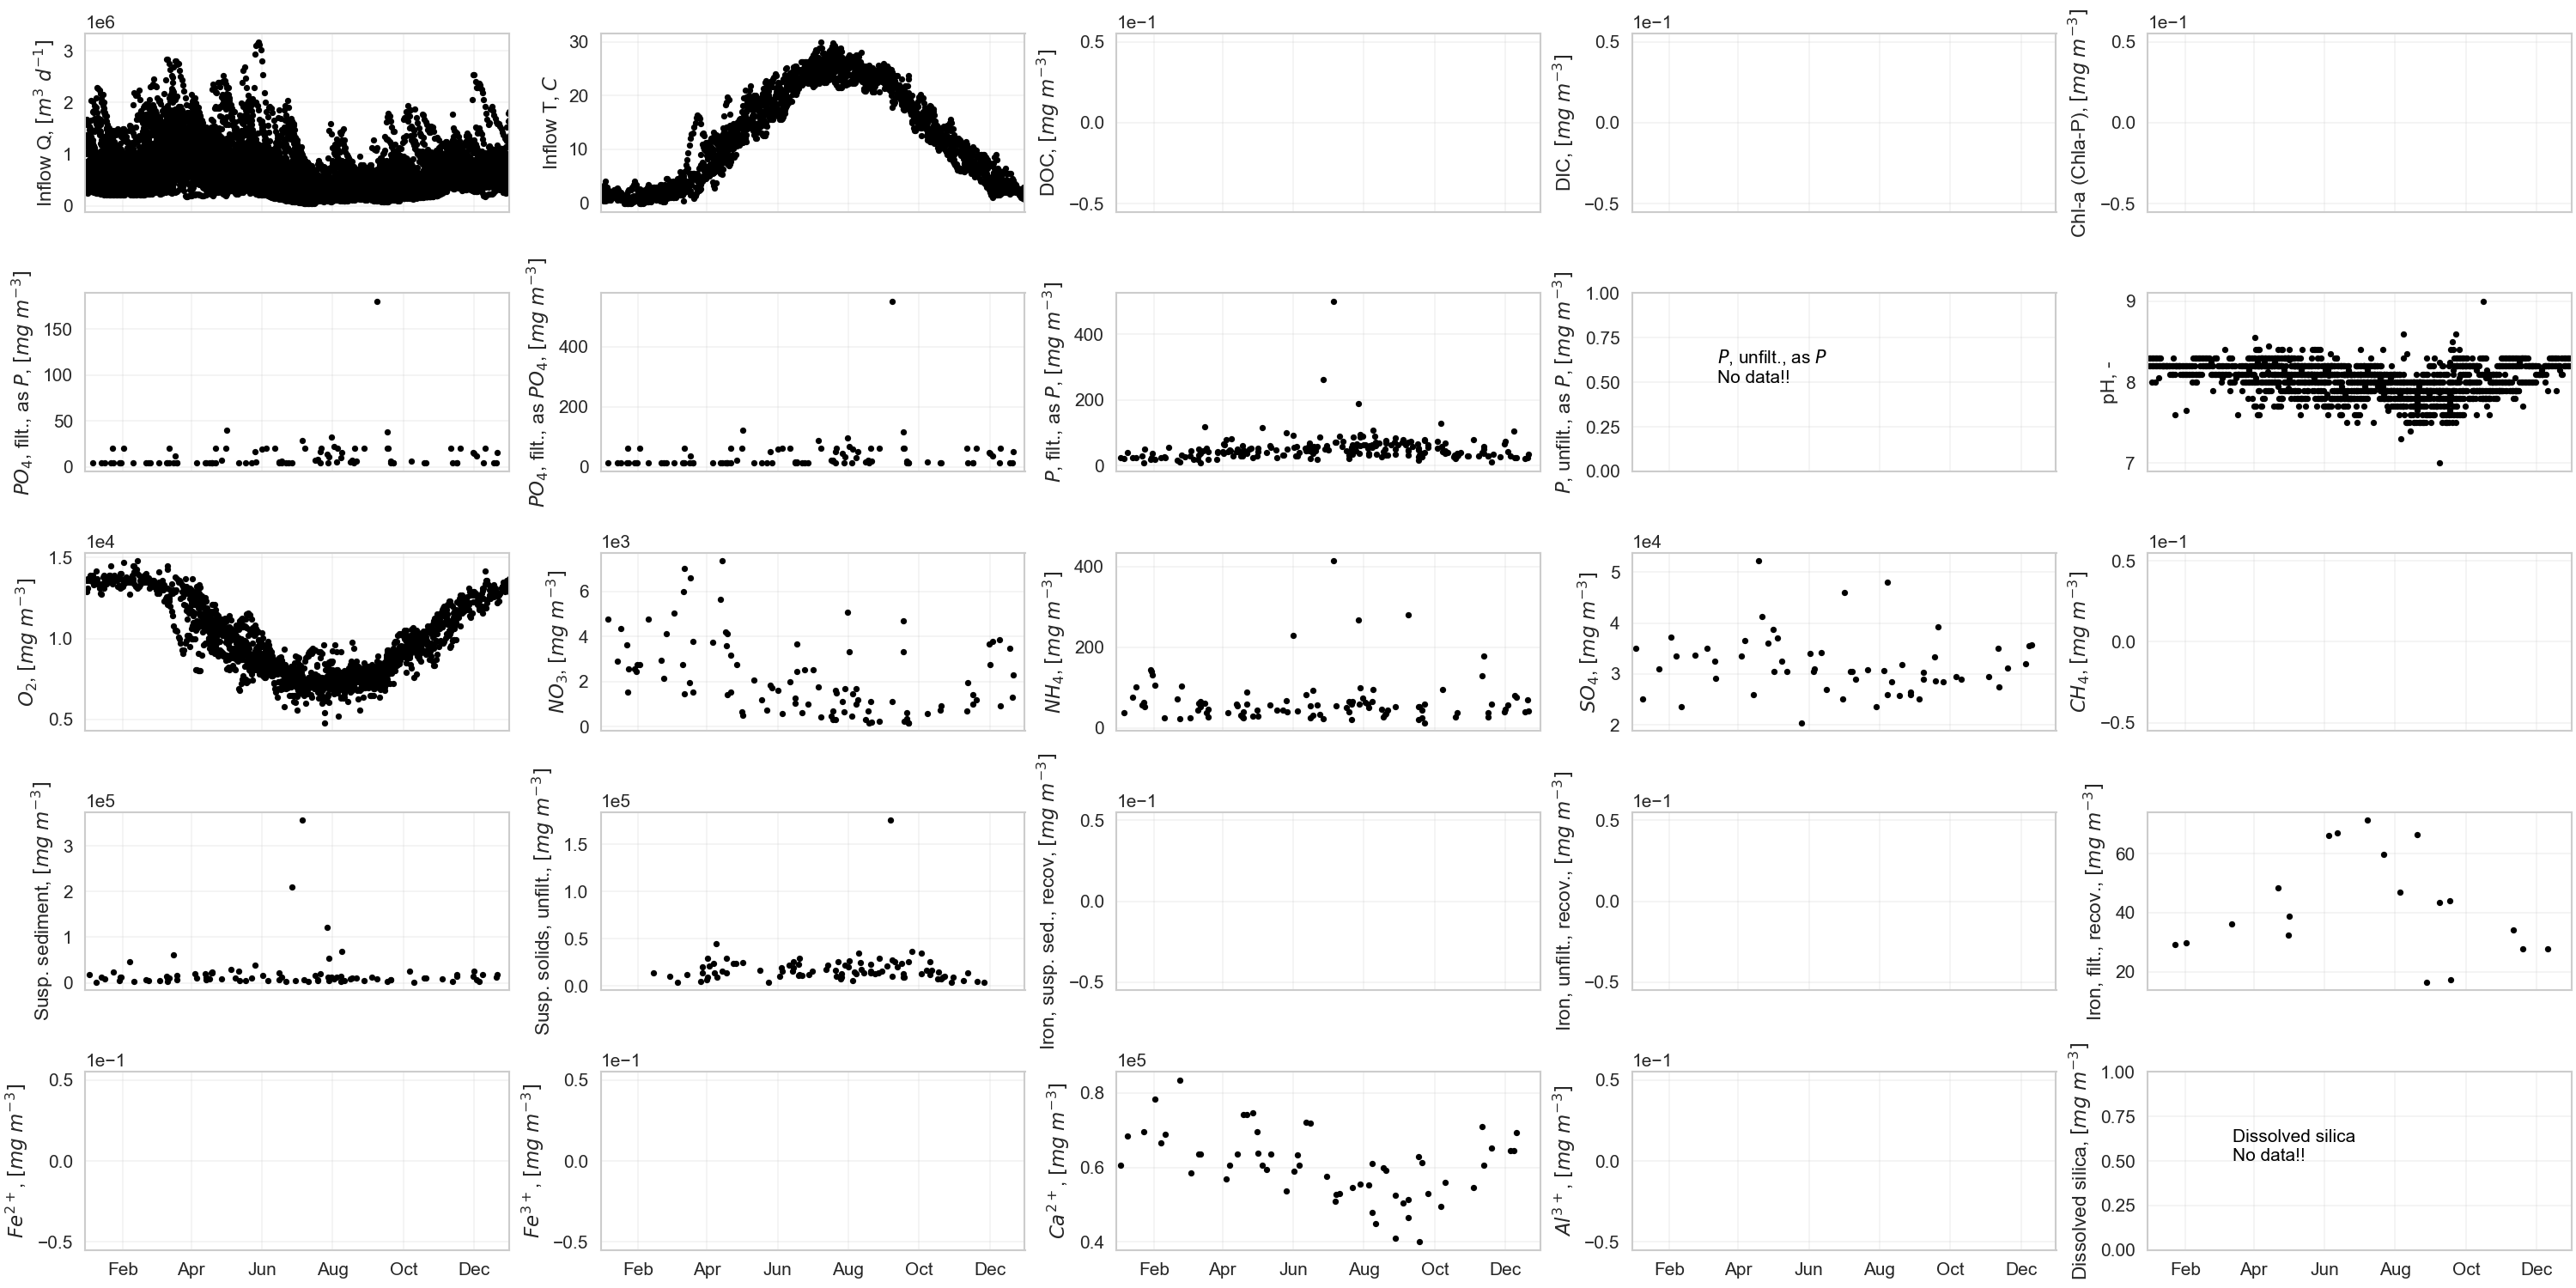 1e6
Inflow Q, [m³ d⁻¹]
3
2
1
0
Inflow T, C
30
20
10
0
1e−1
DOC, [mg m⁻³]
0.5
0.0
−0.5
1e−1
DIC, [mg m⁻³]
0.5
0.0
−0.5
1e−1
Chl-a (Chla-P), [mg m⁻³]
0.5
0.0
−0.5
PO₄, filt., as P, [mg m⁻³]
150
100
50
0
PO₄, filt., as PO₄, [mg m⁻³]
400
200
0
P, filt., as P, [mg m⁻³]
400
200
0
P, unfilt., as P, [mg m⁻³]
1.00
0.75
0.50
0.25
0.00
P, unfilt., as P
No data!!
pH, -
9
8
7
1e4
O₂, [mg m⁻³]
1.5
1.0
0.5
1e3
NO₃, [mg m⁻³]
6
4
2
0
NH₄, [mg m⁻³]
400
200
0
1e4
SO₄, [mg m⁻³]
5
4
3
2
1e−1
CH₄, [mg m⁻³]
0.5
0.0
−0.5
1e5
Susp. sediment, [mg m⁻³]
3
2
1
0
1e5
Susp. solids, unfilt., [mg m⁻³]
1.5
1.0
0.5
0.0
1e−1
Iron, susp. sed., recov, [mg m⁻³]
0.5
0.0
−0.5
1e−1
Iron, unfilt., recov., [mg m⁻³]
0.5
0.0
−0.5
Iron, filt., recov., [mg m⁻³]
60
40
20
1e−1
Fe²⁺, [mg m⁻³]
0.5
0.0
−0.5
Feb Apr Jun Aug Oct Dec
1e−1
Fe³⁺, [mg m⁻³]
0.5
0.0
−0.5
Feb Apr Jun Aug Oct Dec
1e5
Ca²⁺, [mg m⁻³]
0.8
0.6
0.4
Feb Apr Jun Aug Oct Dec
1e−1
Al³⁺, [mg m⁻³]
0.5
0.0
−0.5
Feb Apr Jun Aug Oct Dec
Dissolved silica, [mg m⁻³]
1.00
0.75
0.50
0.25
0.00
Dissolved silica
No data!!
Feb Apr Jun Aug Oct Dec